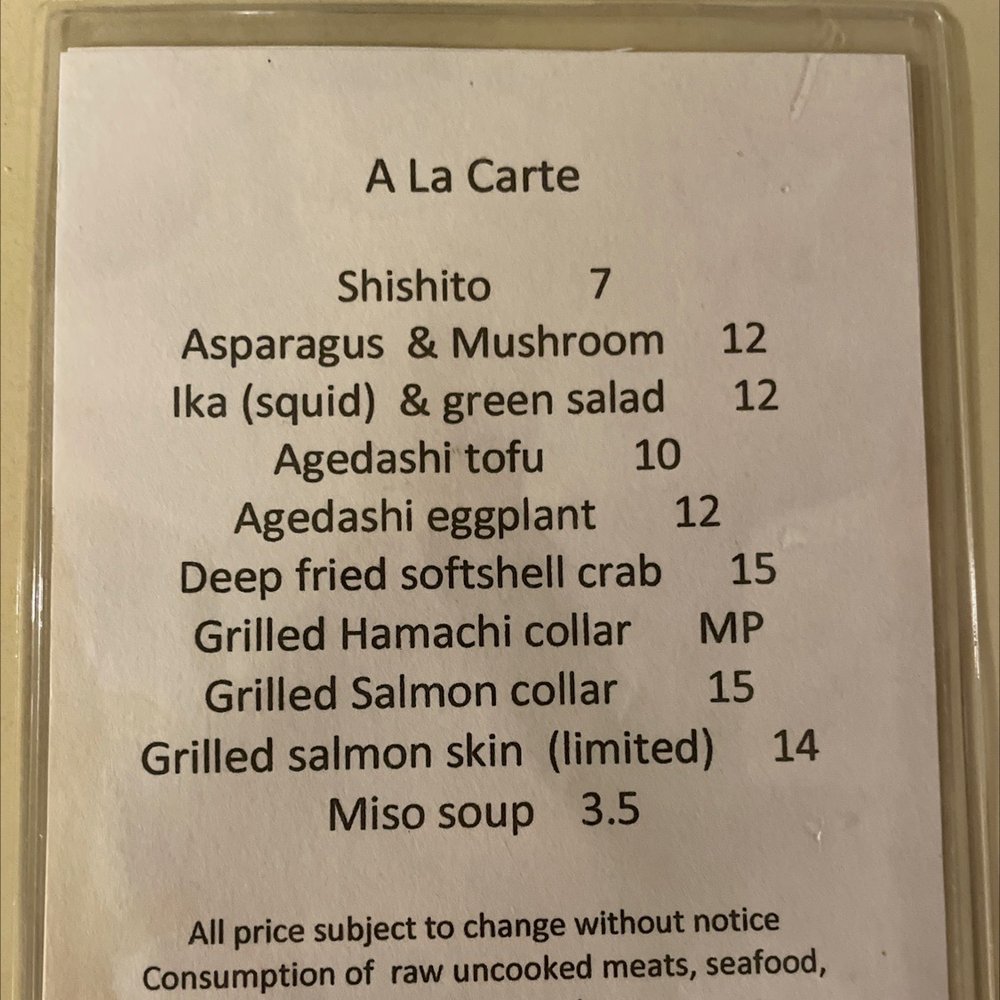 A La Carte
Shishito 7
Asparagus & Mushroom 12
Ika (squid) & green salad 12
Agedashi tofu 10
Agedashi eggplant 12
Deep fried softshell crab 15
Grilled Hamachi collar MP
Grilled Salmon collar 15
Grilled salmon skin (limited) 14
Miso soup 3.5
All price subject to change without notice
Consumption of raw uncooked meats, seafood,